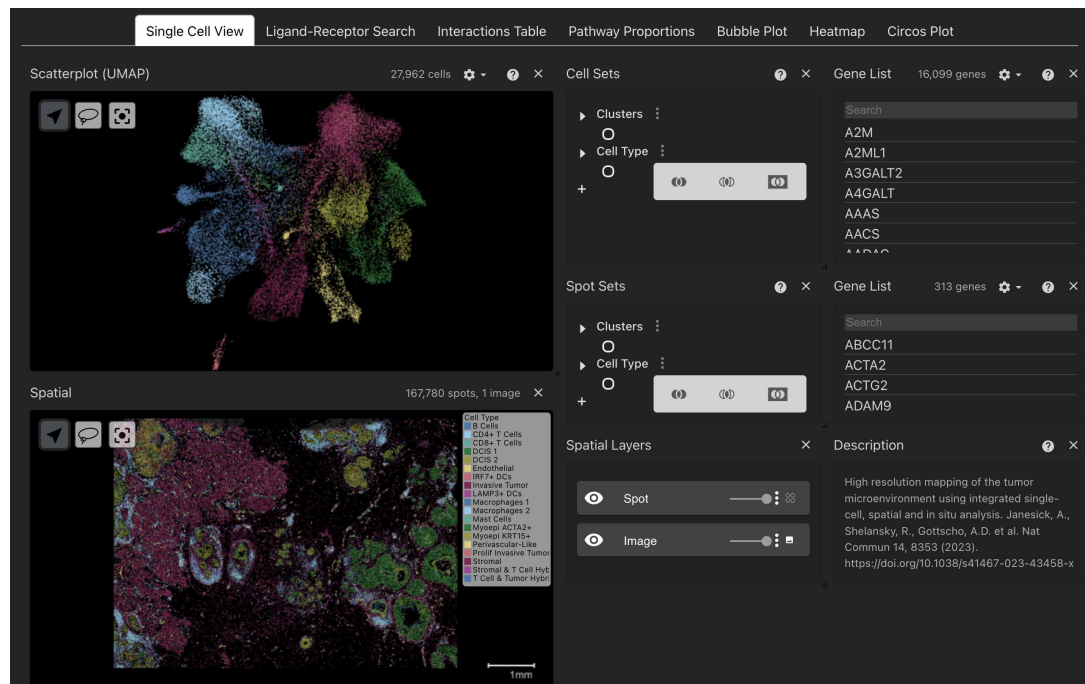 Single Cell View Ligand-Receptor Search Interactions Table Pathway Proportions Bubble Plot Heatmap Circos Plot
Scatterplot (UMAP) 27,962 cells
Cell Sets
Clusters
Cell Type
+
Gene List 16,099 genes
Search
A2M
A2ML1
A3GALT2
A4GALT
AAAS
AACS
AADAC
Spot Sets
Clusters
Cell Type
+
Gene List 313 genes
Search
ABCC11
ACTA2
ACTG2
ADAM9
Spatial 167,780 spots, 1 image
Cell Type
B Cells
CD4+ T Cells
CD8+ T Cells
DCIS 1
DCIS 2
Endothelial
IRF7+ DCs
Invasive Tumor
LAMP3+ DCs
Macrophages 1
Macrophages 2
Mast Cells
Myoepi ACTA2+
Myoepi KRT15+
Perivascular-Like
Prolif Invasive Tumor
Stromal
Stromal & T Cell Hyb
T Cell & Tumor Hybri
1mm
Spatial Layers
Spot
Image
Description
High resolution mapping of the tumor
microenvironment using integrated single-
cell, spatial and in situ analysis. Janesick, A.,
Shelansky, R., Gottscho, A.D. et al. Nat
Commun 14, 8353 (2023).
https://doi.org/10.1038/s41467-023-43458-x